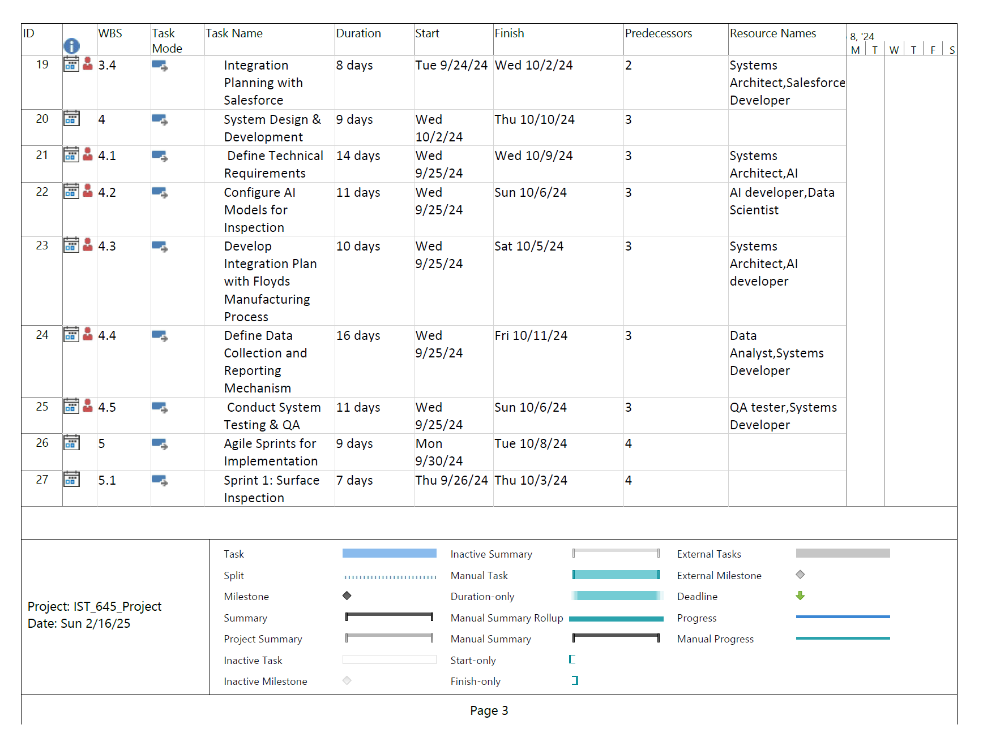 ID WBS Task Mode Task Name Duration Start Finish Predecessors Resource Names 8, '24
M T W T F S
19 3.4 Integration 8 days Tue 9/24/24 Wed 10/2/24 2 Systems
Planning with Architect,Salesforce
Salesforce Developer
20 4 System Design & 9 days Wed Thu 10/10/24 3
Development 10/2/24
21 4.1 Define Technical 14 days Wed Wed 10/9/24 3 Systems
Requirements 9/25/24 Architect,AI
22 4.2 Configure AI 11 days Wed Sun 10/6/24 3 AI developer,Data
Models for 9/25/24 Scientist
Inspection
23 4.3 Develop 10 days Wed Sat 10/5/24 3 Systems
Integration Plan 9/25/24 Architect,AI
with Floyds developer
Manufacturing
Process
24 4.4 Define Data 16 days Wed Fri 10/11/24 3 Data
Collection and 9/25/24 Analyst,Systems
Reporting Developer
Mechanism
25 4.5 Conduct System 11 days Wed Sun 10/6/24 3 QA tester,Systems
Testing & QA 9/25/24 Developer
26 5 Agile Sprints for 9 days Mon Tue 10/8/24 4
Implementation 9/30/24
27 5.1 Sprint 1: Surface 7 days Thu 9/26/24 Thu 10/3/24 4
Inspection
Project: IST_645_Project
Date: Sun 2/16/25
Task Inactive Summary External Tasks
Split Manual Task External Milestone
Milestone Duration-only Deadline
Summary Manual Summary Rollup Progress
Project Summary Manual Summary Manual Progress
Inactive Task Start-only
Inactive Milestone Finish-only
Page 3